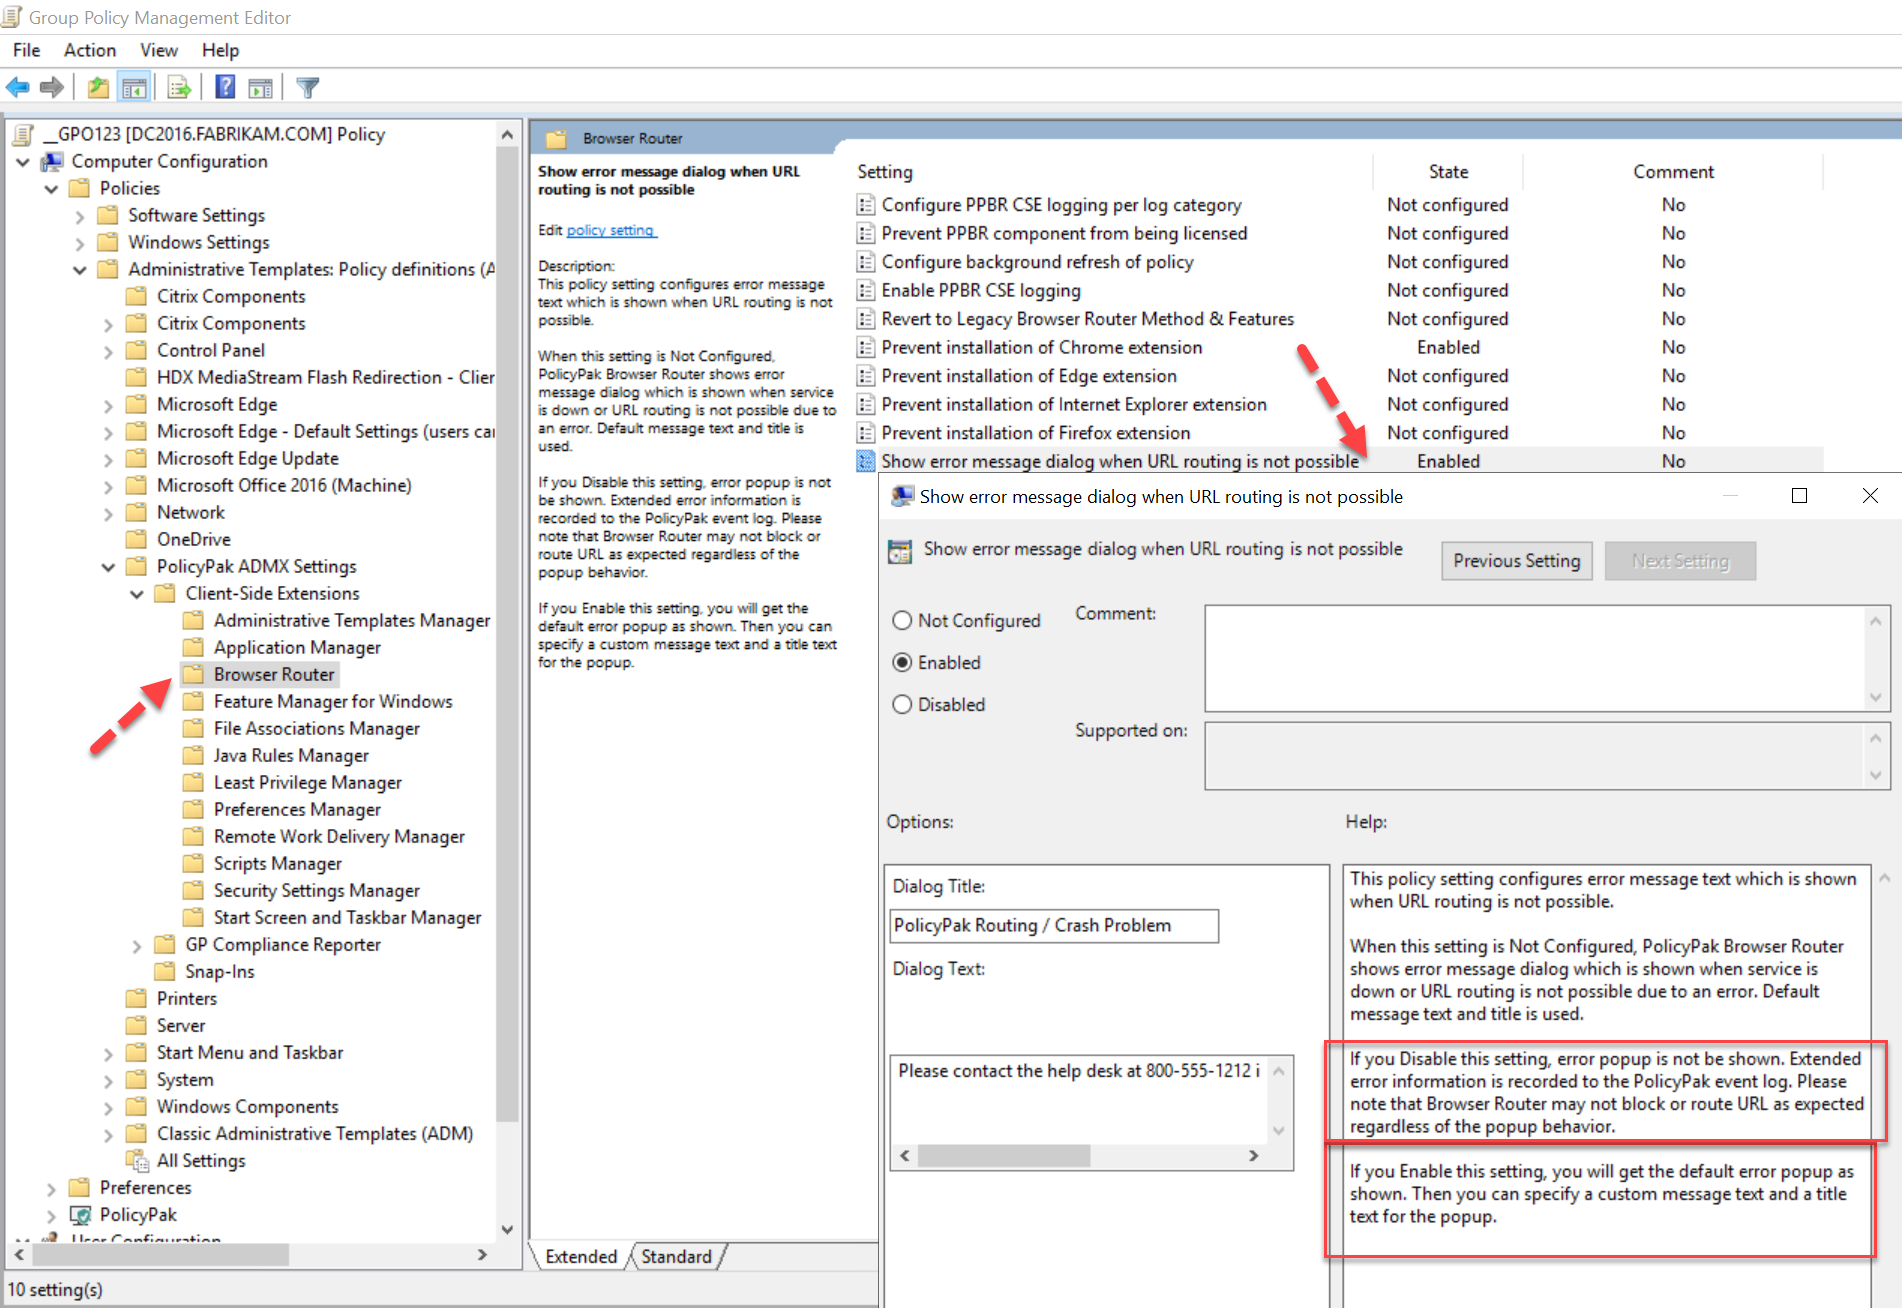 Group Policy Management Editor
File Action View Help
__GPO123 [DC2016.FABRIKAM.COM] Policy
Computer Configuration
Policies
Software Settings
Windows Settings
Administrative Templates: Policy definitions (A
Citrix Components
Citrix Components
Control Panel
HDX MediaStream Flash Redirection - Clier
Microsoft Edge
Microsoft Edge - Default Settings (users car
Microsoft Edge Update
Microsoft Office 2016 (Machine)
Network
OneDrive
PolicyPak ADMX Settings
Client-Side Extensions
Administrative Templates Manager
Application Manager
Browser Router
Feature Manager for Windows
File Associations Manager
Java Rules Manager
Least Privilege Manager
Preferences Manager
Remote Work Delivery Manager
Scripts Manager
Security Settings Manager
Start Screen and Taskbar Manager
GP Compliance Reporter
Snap-Ins
Printers
Server
Start Menu and Taskbar
System
Windows Components
Classic Administrative Templates (ADM)
All Settings
Preferences
PolicyPak
User Configuration
10 setting(s)
Browser Router
Show error message dialog when URL
routing is not possible
Edit policy setting
Description:
This policy setting configures error message
text which is shown when URL routing is not
possible.
When this setting is Not Configured,
PolicyPak Browser Router shows error
message dialog which is shown when service
is down or URL routing is not possible due to
an error. Default message text and title is
used.
If you Disable this setting, error popup is not
be shown. Extended error information is
recorded to the PolicyPak event log. Please
note that Browser Router may not block or
route URL as expected regardless of the
popup behavior.
If you Enable this setting, you will get the
default error popup as shown. Then you can
specify a custom message text and a title text
for the popup.
Extended Standard
Setting State Comment
Configure PPBR CSE logging per log category Not configured No
Prevent PPBR component from being licensed Not configured No
Configure background refresh of policy Not configured No
Enable PPBR CSE logging Not configured No
Revert to Legacy Browser Router Method & Features Not configured No
Prevent installation of Chrome extension Enabled No
Prevent installation of Edge extension Not configured No
Prevent installation of Internet Explorer extension Not configured No
Prevent installation of Firefox extension Not configured No
Show error message dialog when URL routing is not possible Enabled No
Show error message dialog when URL routing is not possible
Show error message dialog when URL routing is not possible
Previous Setting Next Setting
Not Configured
Enabled
Disabled
Comment:
Supported on:
Options:
Help:
Dialog Title:
PolicyPak Routing / Crash Problem
Dialog Text:
Please contact the help desk at 800-555-1212 i
This policy setting configures error message text which is shown
when URL routing is not possible.
When this setting is Not Configured, PolicyPak Browser Router
shows error message dialog which is shown when service is
down or URL routing is not possible due to an error. Default
message text and title is used.
If you Disable this setting, error popup is not be shown. Extended
error information is recorded to the PolicyPak event log. Please
note that Browser Router may not block or route URL as expected
regardless of the popup behavior.
If you Enable this setting, you will get the default error popup as
shown. Then you can specify a custom message text and a title
text for the popup.